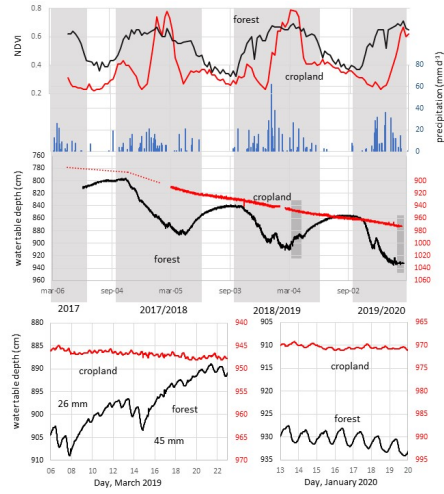 0.8
forest
0.6
NDVI
0.4
cropland
0.2
80
60
40
20
0
precipitation (mm d-1)
760
780
800
820
840
860
880
900
920
940
960
watertable depth (cm)
cropland
forest
900
920
940
960
980
1000
1020
1040
1060
mar-06 sep-04 mar-05 sep-03 mar-04 sep-02
2017 2017/2018 2018/2019 2019/2020
880
885
890
895
900
905
910
watertable depth (cm)
cropland
26 mm
forest
45 mm
940
945
950
955
960
965
970
06 08 10 12 14 16 18 20 22
Day, March 2019
905
910
915
920
925
930
935
cropland
forest
965
970
975
980
985
990
995
13 14 15 16 17 18 19 20
Day, January 2020